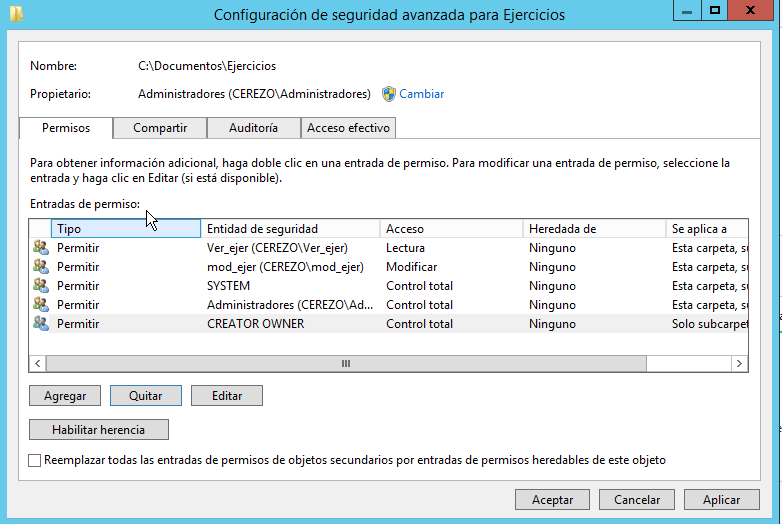 Configuración de seguridad avanzada para Ejercicios
Nombre: C:\Documentos\Ejercicios
Propietario: Administradores (CEREZO\Administradores) Cambiar
Permisos Compartir Auditoría Acceso efectivo
Para obtener información adicional, haga doble clic en una entrada de permiso. Para modificar una entrada de permiso, seleccione la
entrada y haga clic en Editar (si está disponible).
Entradas de permiso:
Tipo Entidad de seguridad Acceso Heredada de Se aplica a
Permitir Ver_ejer (CEREZO\Ver_ejer) Lectura Ninguno Esta carpeta, su
Permitir mod_ejer (CEREZO\mod_ejer) Modificar Ninguno Esta carpeta, su
Permitir SYSTEM Control total Ninguno Esta carpeta, su
Permitir Administradores (CEREZO\Ad... Control total Ninguno Esta carpeta, su
Permitir CREATOR OWNER Control total Ninguno Solo subcarpet
Agregar Quitar Editar
Habilitar herencia
Reemplazar todas las entradas de permisos de objetos secundarios por entradas de permisos heredables de este objeto
Aceptar Cancelar Aplicar